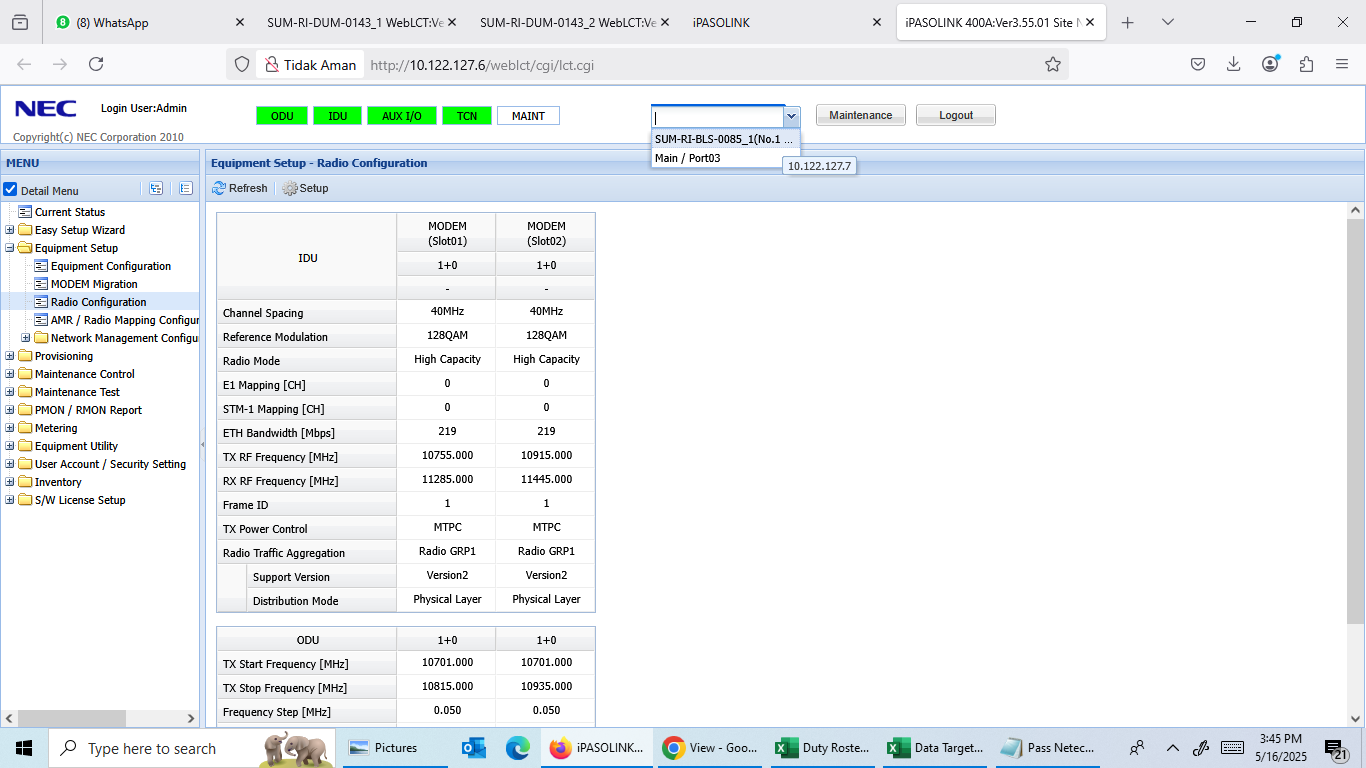 (8) WhatsApp
SUM-RI-DUM-0143_1 WebLCT:Ve
SUM-RI-DUM-0143_2 WebLCT:Ve
iPASOLINK
iPASOLINK 400A:Ver3.55.01 Site N
Tidak Aman
http://10.122.127.6/weblct/cgi/lct.cgi
NEC
Login User:Admin
Copyright(c) NEC Corporation 2010
ODU
IDU
AUX I/O
TCN
MAINT
SUM-RI-BLS-0085_1(No.1 ...
Main / Port03
10.122.127.7
Maintenance
Logout
MENU
Detail Menu
Current Status
Easy Setup Wizard
Equipment Setup
Equipment Configuration
MODEM Migration
Radio Configuration
AMR / Radio Mapping Configur
Network Management Configu
Provisioning
Maintenance Control
Maintenance Test
PMON / RMON Report
Metering
Equipment Utility
User Account / Security Setting
Inventory
S/W License Setup
Equipment Setup - Radio Configuration
Refresh
Setup
IDU MODEM (Slot01) MODEM (Slot02)
1+0 1+0
- -
Channel Spacing 40MHz 40MHz
Reference Modulation 128QAM 128QAM
Radio Mode High Capacity High Capacity
E1 Mapping [CH] 0 0
STM-1 Mapping [CH] 0 0
ETH Bandwidth [Mbps] 219 219
TX RF Frequency [MHz] 10755.000 10915.000
RX RF Frequency [MHz] 11285.000 11445.000
Frame ID 1 1
TX Power Control MTPC MTPC
Radio Traffic Aggregation Radio GRP1 Radio GRP1
Support Version Version2 Version2
Distribution Mode Physical Layer Physical Layer
ODU 1+0 1+0
TX Start Frequency [MHz] 10701.000 10701.000
TX Stop Frequency [MHz] 10815.000 10935.000
Frequency Step [MHz] 0.050 0.050
Type here to search
Pictures
iPASOLINK...
View - Goo...
Duty Roste...
Data Target...
Pass Netec...
3:45 PM
5/16/2025
21